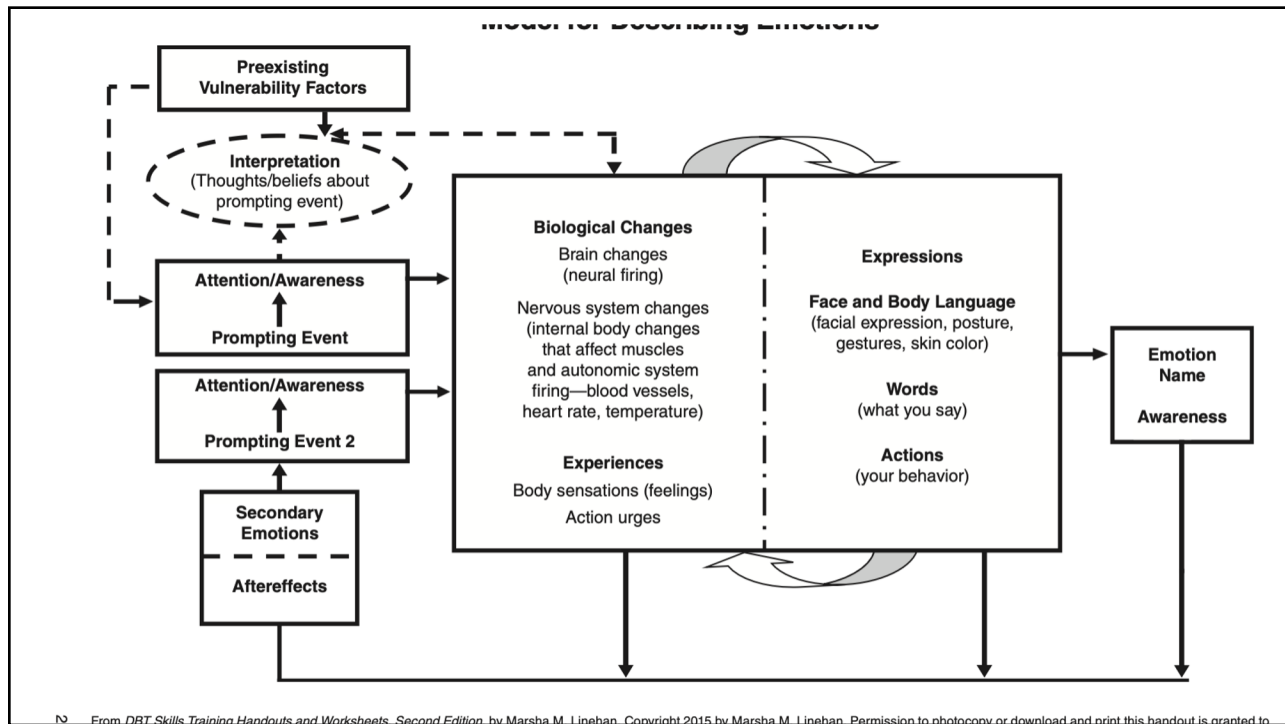 Model for Describing Emotions
Preexisting
Vulnerability Factors
Interpretation
(Thoughts/beliefs about
prompting event)
Attention/Awareness
Prompting Event
Attention/Awareness
Prompting Event 2
Secondary
Emotions
Aftereffects
Biological Changes
Brain changes
(neural firing)
Nervous system changes
(internal body changes
that affect muscles
and autonomic system
firing—blood vessels,
heart rate, temperature)
Experiences
Body sensations (feelings)
Action urges
Expressions
Face and Body Language
(facial expression, posture,
gestures, skin color)
Words
(what you say)
Actions
(your behavior)
Emotion
Name
Awareness
2
From DBT Skills Training Handouts and Worksheets, Second Edition, by Marsha M. Linehan. Copyright 2015 by Marsha M. Linehan. Permission to photocopy or download and print this handout is granted to